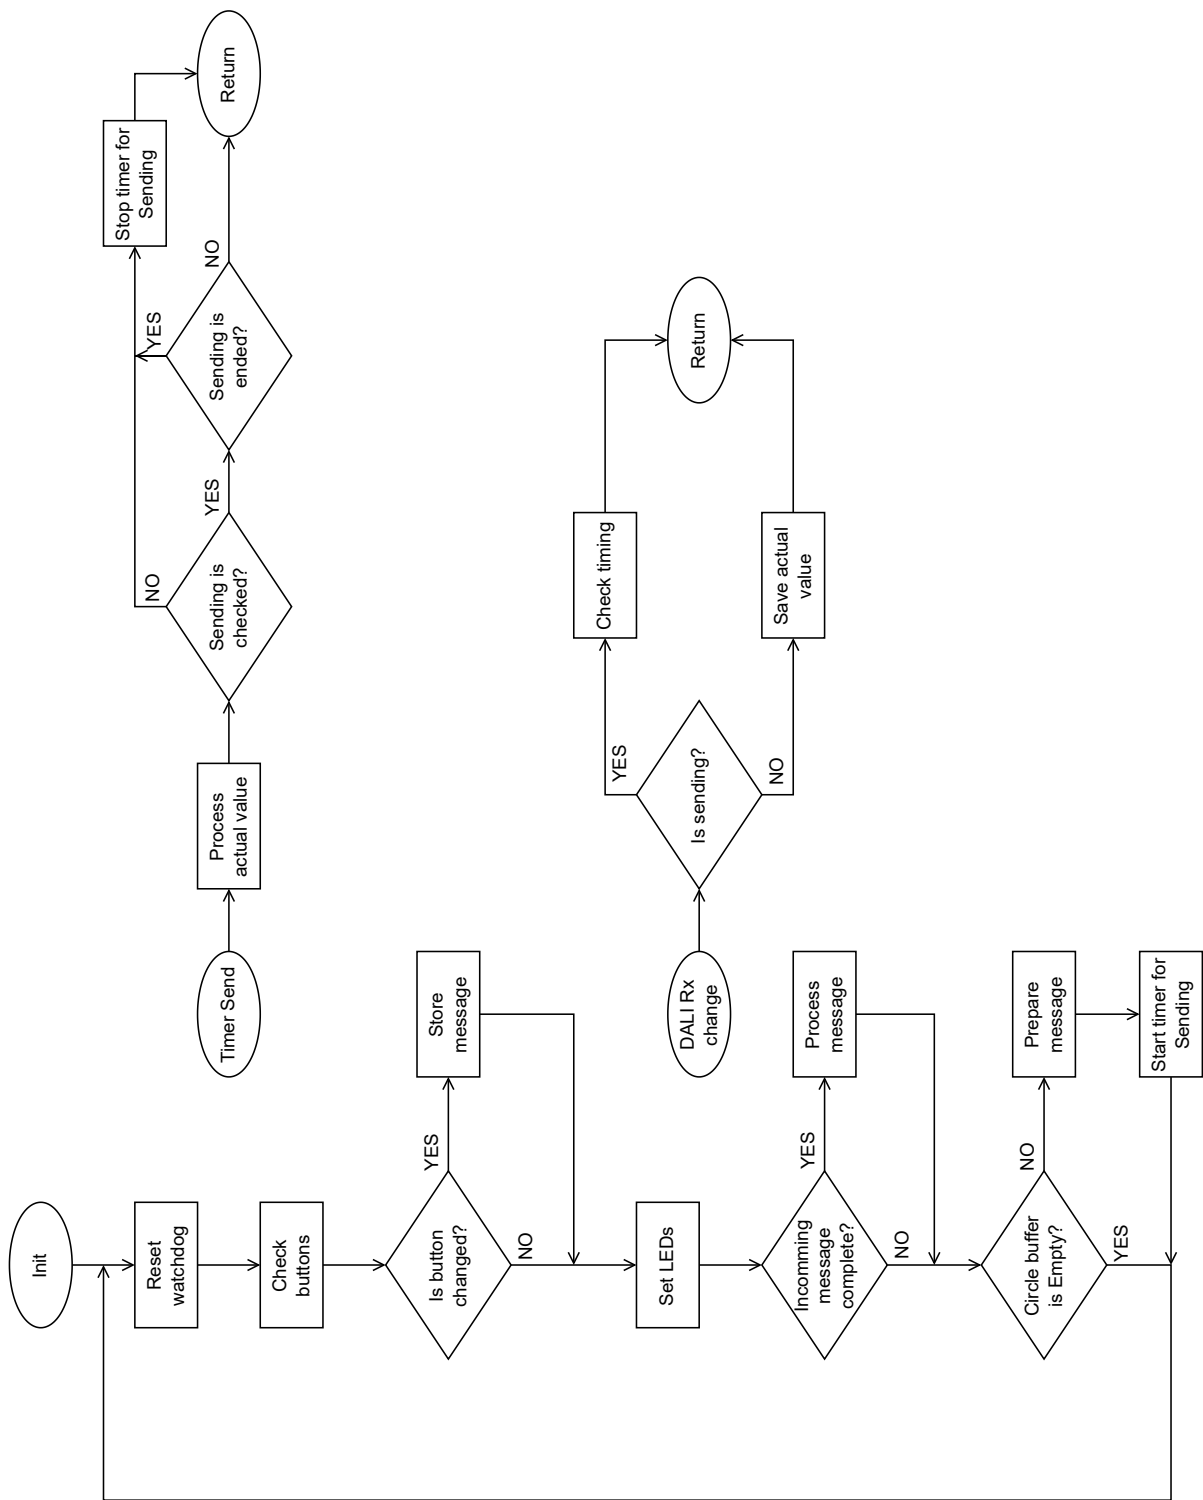 Init
Reset
watchdog
Check
buttons
Is button
changed?
YES
Store
message
NO
Set LEDs
Incomming
message
complete?
YES
Process
message
NO
Circle buffer
is Empty?
NO
Prepare
message
YES
Start timer for
Sending
Timer Send
Process
actual value
Sending is
checked?
NO
YES
Sending is
ended?
YES
NO
Stop timer for
Sending
Return
DALI Rx
change
Is sending?
YES
Check timing
NO
Save actual
value
Return